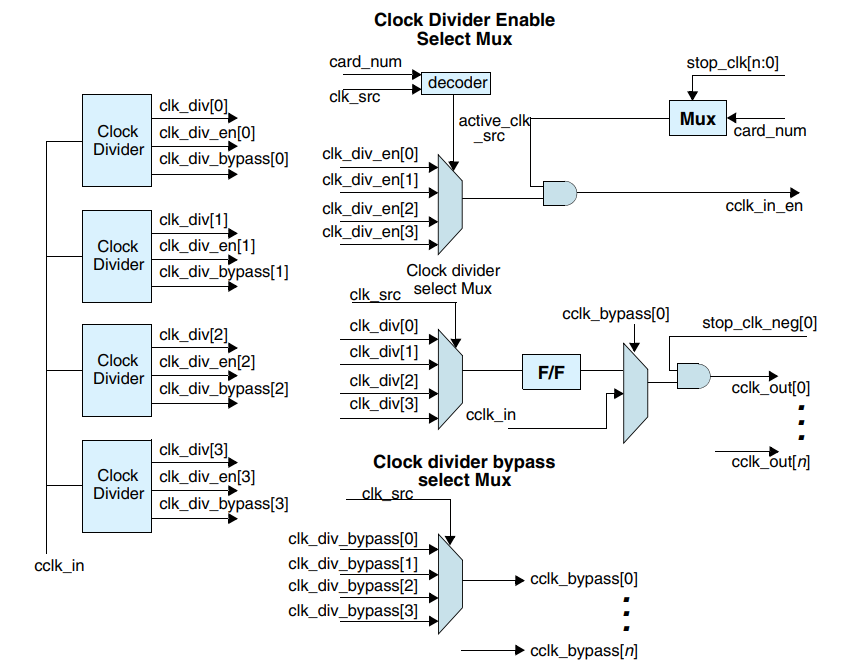 Clock Divider Enable
Select Mux
card_num
clk_src
decoder
active_clk
_src
stop_clk[n:0]
Mux
card_num
clk_div_en[0]
clk_div_en[1]
clk_div_en[2]
clk_div_en[3]
cclk_in_en
Clock
Divider
clk_div[0]
clk_div_en[0]
clk_div_bypass[0]
Clock
Divider
clk_div[1]
clk_div_en[1]
clk_div_bypass[1]
Clock
Divider
clk_div[2]
clk_div_en[2]
clk_div_bypass[2]
Clock
Divider
clk_div[3]
clk_div_en[3]
clk_div_bypass[3]
cclk_in
Clock divider
select Mux
clk_src
clk_div[0]
clk_div[1]
clk_div[2]
clk_div[3]
F/F
cclk_in
cclk_bypass[0]
stop_clk_neg[0]
cclk_out[0]
cclk_out[n]
Clock divider bypass
select Mux
clk_src
clk_div_bypass[0]
clk_div_bypass[1]
clk_div_bypass[2]
clk_div_bypass[3]
cclk_bypass[0]
cclk_bypass[n]